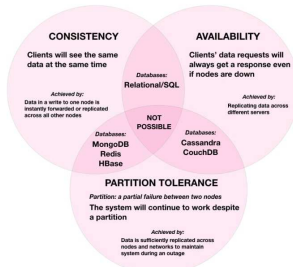 CONSISTENCY
Clients will see the same
data at the same time
Achieved by:
Data in a write to one node is
instantly forwarded or replicated
across all other nodes
AVAILABILITY
Clients' data requests will
always get a response even
if nodes are down
Achieved by:
Replicating data across
different servers
Databases:
Relational/SQL
NOT
POSSIBLE
Databases:
MongoDB
Redis
HBase
Databases:
Cassandra
CouchDB
PARTITION TOLERANCE
Partition: a partial failure between two nodes
The system will continue to work despite
a partition
Achieved by:
Data is sufficiently replicated across
nodes and networks to maintain
system during an outage